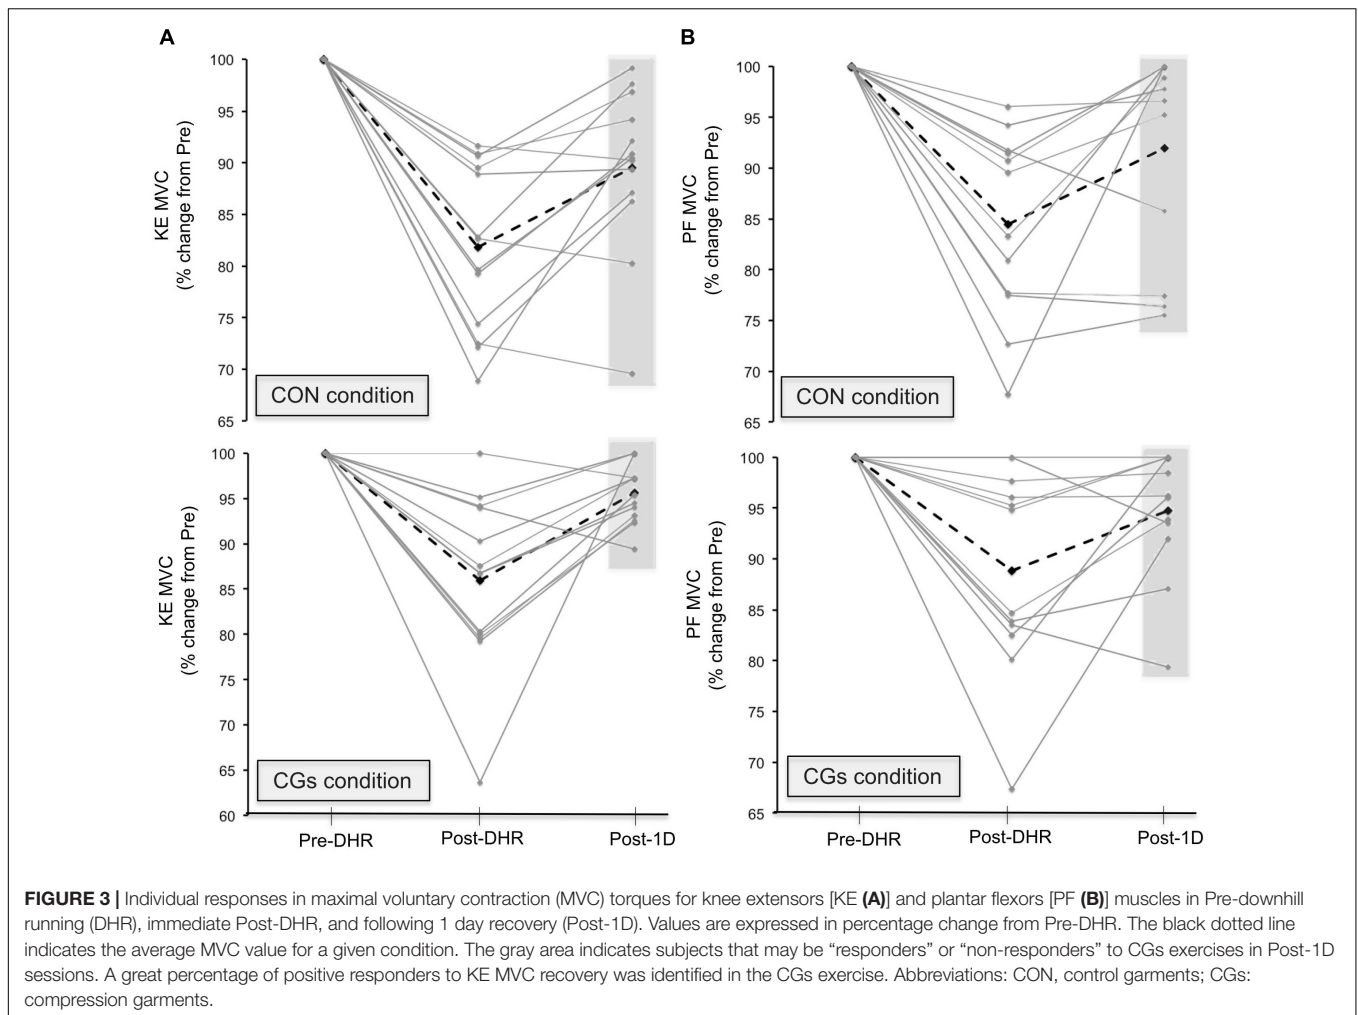 A
B
100
95
90
85
80
75
70
65
KE MVC
(% change from Pre)
CON condition
100
95
90
85
80
75
70
65
PF MVC
(% change from Pre)
CON condition
100
95
90
85
80
75
70
65
60
KE MVC
(% change from Pre)
CGs condition
Pre-DHR
Post-DHR
Post-1D
100
95
90
85
80
75
70
65
PF MVC
(% change from Pre)
CGs condition
Pre-DHR
Post-DHR
Post-1D
FIGURE 3 | Individual responses in maximal voluntary contraction (MVC) torques for knee extensors [KE (A)] and plantar flexors [PF (B)] muscles in Pre-downhill
running (DHR), immediate Post-DHR, and following 1 day recovery (Post-1D). Values are expressed in percentage change from Pre-DHR. The black dotted line
indicates the average MVC value for a given condition. The gray area indicates subjects that may be “responders” or “non-responders” to CGs exercises in Post-1D
sessions. A great percentage of positive responders to KE MVC recovery was identified in the CGs exercise. Abbreviations: CON, control garments; CGs:
compression garments.